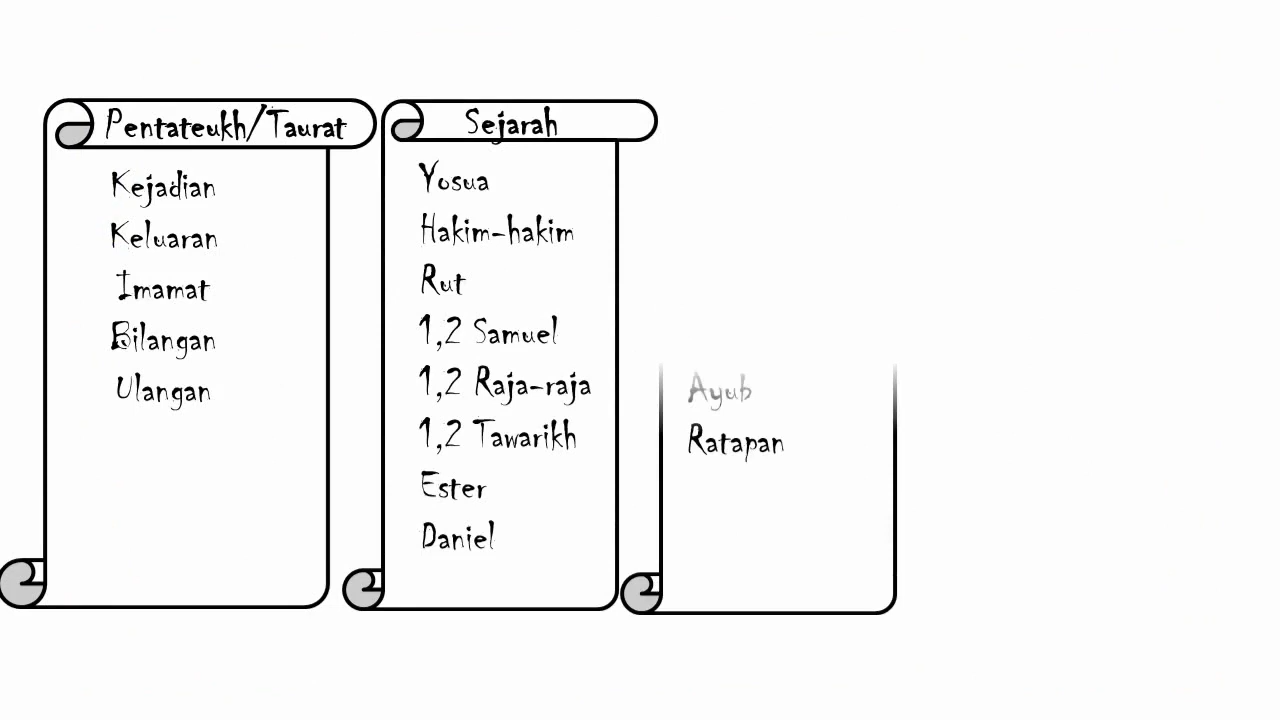 Pentateukh/Taurat
Kejadian
Keluaran
Imamat
Bilangan
Ulangan
Sejarah
Yosua
Hakim-hakim
Rut
1,2 Samuel
1,2 Raja-raja
1,2 Tawarikh
Ester
Daniel
Ayub
Ratapan